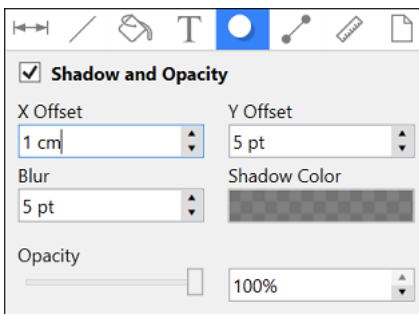 T
Shadow and Opacity
X Offset Y Offset
1 cm 5 pt
Blur Shadow Color
5 pt
Opacity
100%